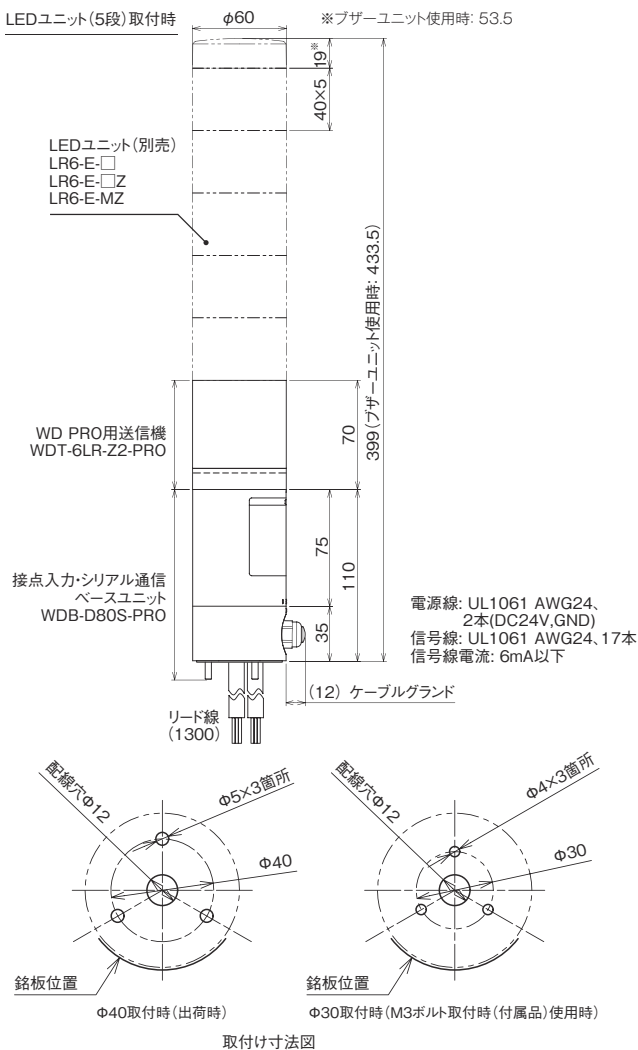 LEDユニット(5段)取付時
φ60
※ブザーユニット使用時: 53.5
19※
40×5
LEDユニット(別売)
LR6-E-□
LR6-E-□Z
LR6-E-MZ
399(ブザーユニット使用時: 433.5)
WD PRO用送信機
WDT-6LR-Z2-PRO
70
75
110
接点入力・シリアル通信
ベースユニット
WDB-D80S-PRO
35
電源線: UL1061 AWG24、
2本(DC24V,GND)
信号線: UL1061 AWG24、17本
信号線電流: 6mA以下
(12) ケーブルグランド
リード線
(1300)
配線穴Φ12
Φ5×3箇所
Φ40
銘板位置
Φ40取付時(出荷時)
配線穴Φ12
Φ4×3箇所
Φ30
銘板位置
Φ30取付時(M3ボルト取付時(付属品)使用時)
取付け寸法図